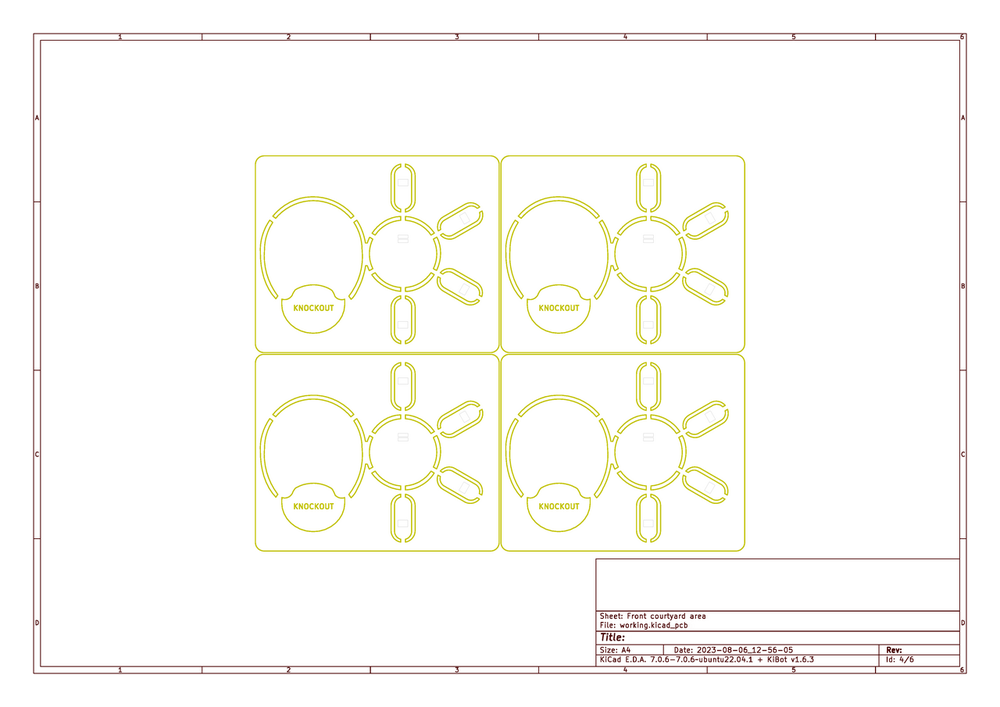 1 2 3 4 5 6
A A
KNOCKOUT KNOCKOUT
B B
C C
KNOCKOUT KNOCKOUT
Sheet: Front courtyard area
D D
File: working.kicad_pcb
Title:
Size: A4 Date: 2023-08-06_12-56-05 Rev:
KiCad E.D.A. 7.0.6-7.0.6-ubuntu22.04.1 + KiBot v1.6.3 Id: 4/6
1 2 3 4 5 6